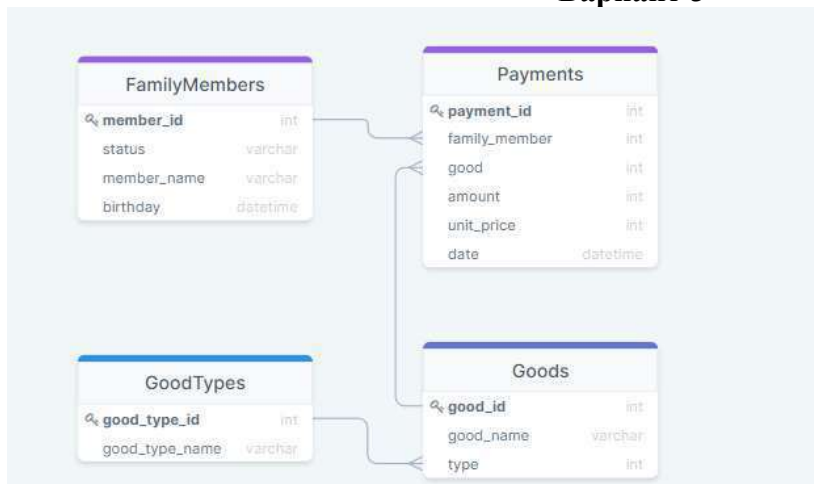 FamilyMembers
member_id int
status varchar
member_name varchar
birthday datetime
Payments
payment_id int
family_member int
good int
amount int
unit_price int
date datetime
GoodTypes
good_type_id int
good_type_name varchar
Goods
good_id int
good_name varchar
type int